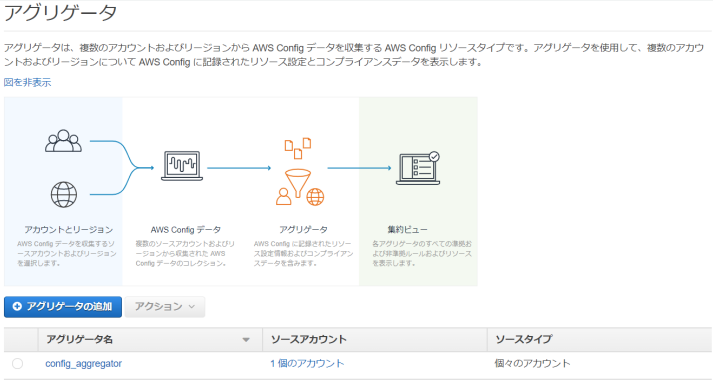 アグリゲータ
アグリゲータは、複数のアカウントおよびリージョンから AWS Config データを収集する AWS Config リソースタイプです。アグリゲータを使用して、複数のアカウ
ントおよびリージョンについて AWS Config に記録されたリソース設定とコンプライアンスデータを表示します。
図を非表示
アカウントとリージョン
AWS Config データを収集するソ
ースアカウントおよびリージョン
を選択します。
AWS Config データ
複数のソースアカウントおよびリ
ージョンから収集された AWS
Config データのコレクション。
アグリゲータ
AWS Config に記録されたリソー
ス設定情報およびコンプライアン
スデータを含みます。
集約ビュー
各アグリゲータのすべての準拠お
よび非準拠ルールおよびリソース
を表示します。
アグリゲータの追加
アクション
アグリゲータ名
ソースアカウント
ソースタイプ
config_aggregator
1 個のアカウント
個々のアカウント